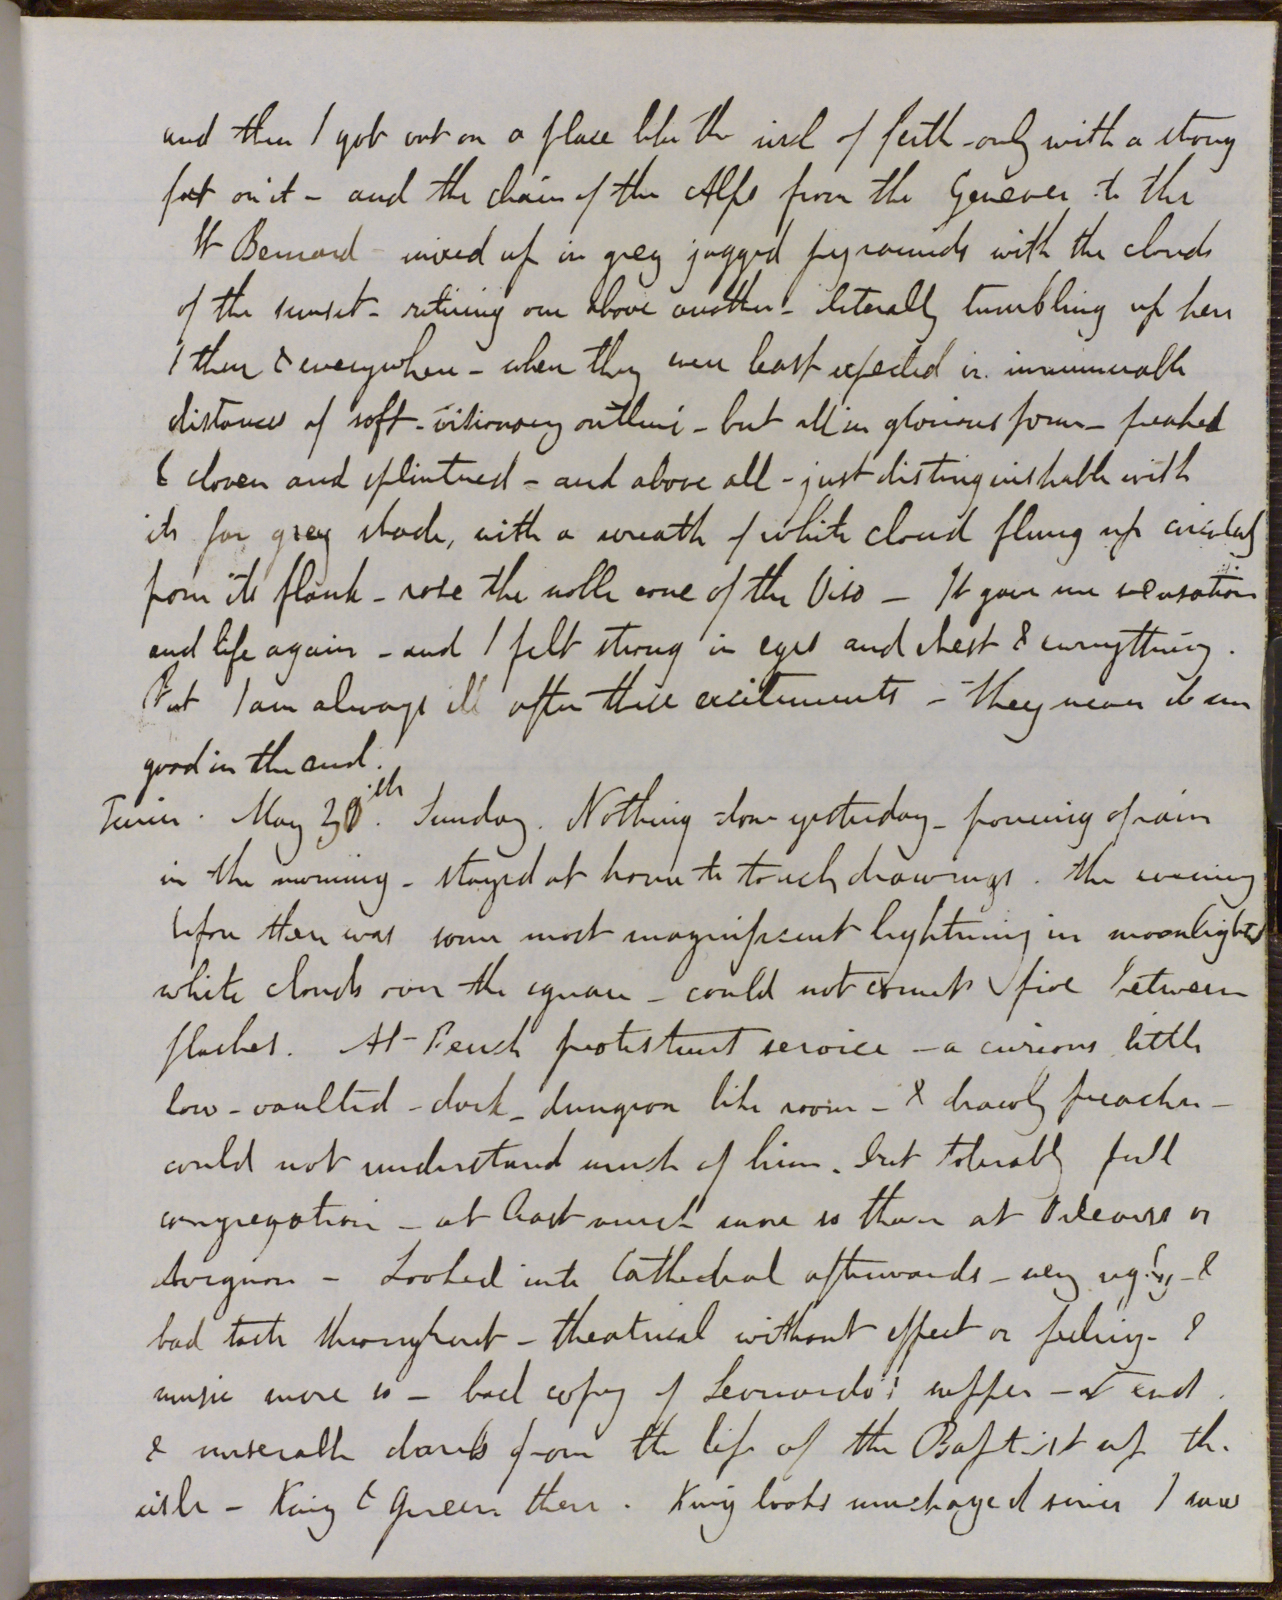 and then I got out on a place like the inch of Perth - only with a strong
fort on it - and the chain of the Alps from the Genever to the
St Bernard - mixed up in grey jagged pyramids with the clouds
of the sunset - retiring one above another - literally tumbling up here
& there & everywhere - when they were least expected in innumerable
distances of soft - visionary outline - but all in glorious form - peaked
& cloven and splintered - and above all - just distinguishable with
its far grey shade, with a wreath of white cloud flung up
from its flank - rose the noble cone of the Viso - It gave me sensation
and life again - and I felt strong in eyes and chest & everything.
But I am always ill after these excitements - they never do me
good in the end.
Turin. May 30th. Sunday. Nothing done yesterday - pouring of rain
in the morning - stayed at home to touch drawings. The evening
before there was some most magnificent lightning in moonlighted
white clouds over the square - could not count five between
flashes. At French protestant service - a curious little
low - vaulted - dark - dungeon like room - & drawly preacher -
could not understand much of him. but tolerably full
congregation - at least much more so than at Orleans or
Avignon - Looked into Cathedral afterwards - very ugly - &
bad taste throughout - theatrical without effect or feeling - &
music more so - bad copy of Leonardo's supper - at end.
& miserable daubs from the life of the Baptist up the
aisle - King & Queen there. King looks unchanged since I saw